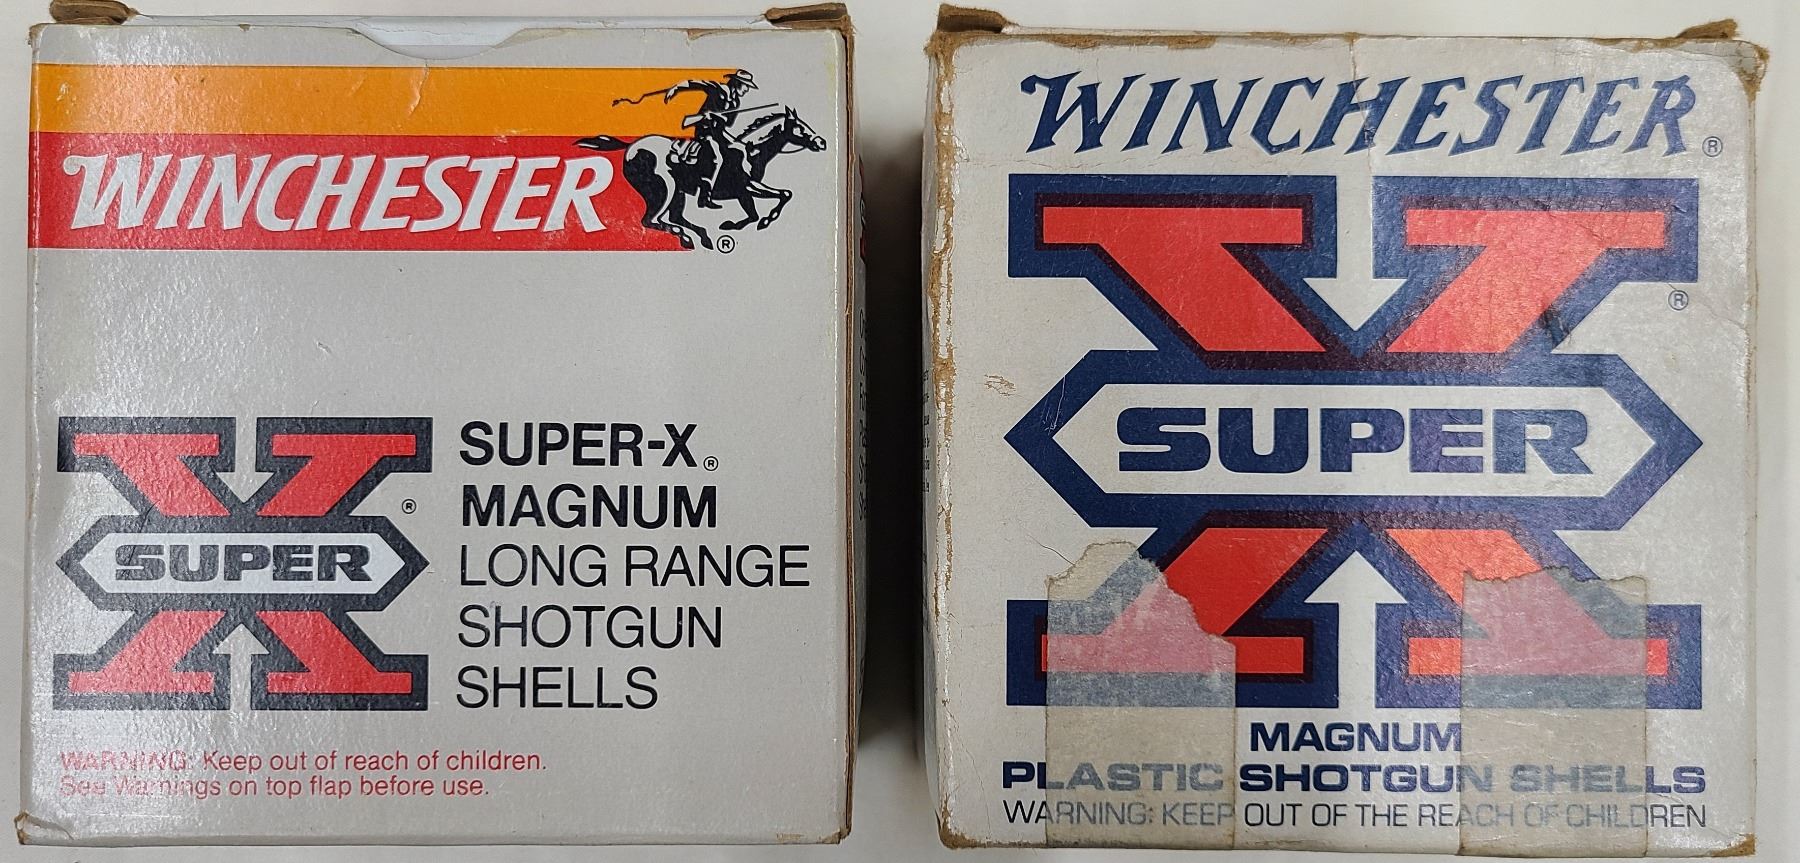 WINCHESTER
®
SUPER-X®
MAGNUM
LONG RANGE
SHOTGUN
SHELLS
X
SUPER
®
WARNING: Keep out of reach of children.
See Warnings on top flap before use.
WINCHESTER®
X
SUPER
®
MAGNUM
PLASTIC SHOTGUN SHELLS
WARNING: KEEP OUT OF THE REACH OF CHILDREN